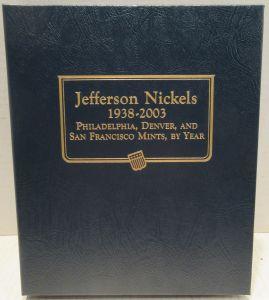 Jefferson Nickels
1938-2003
Philadelphia, Denver, and
San Francisco Mints, by Year